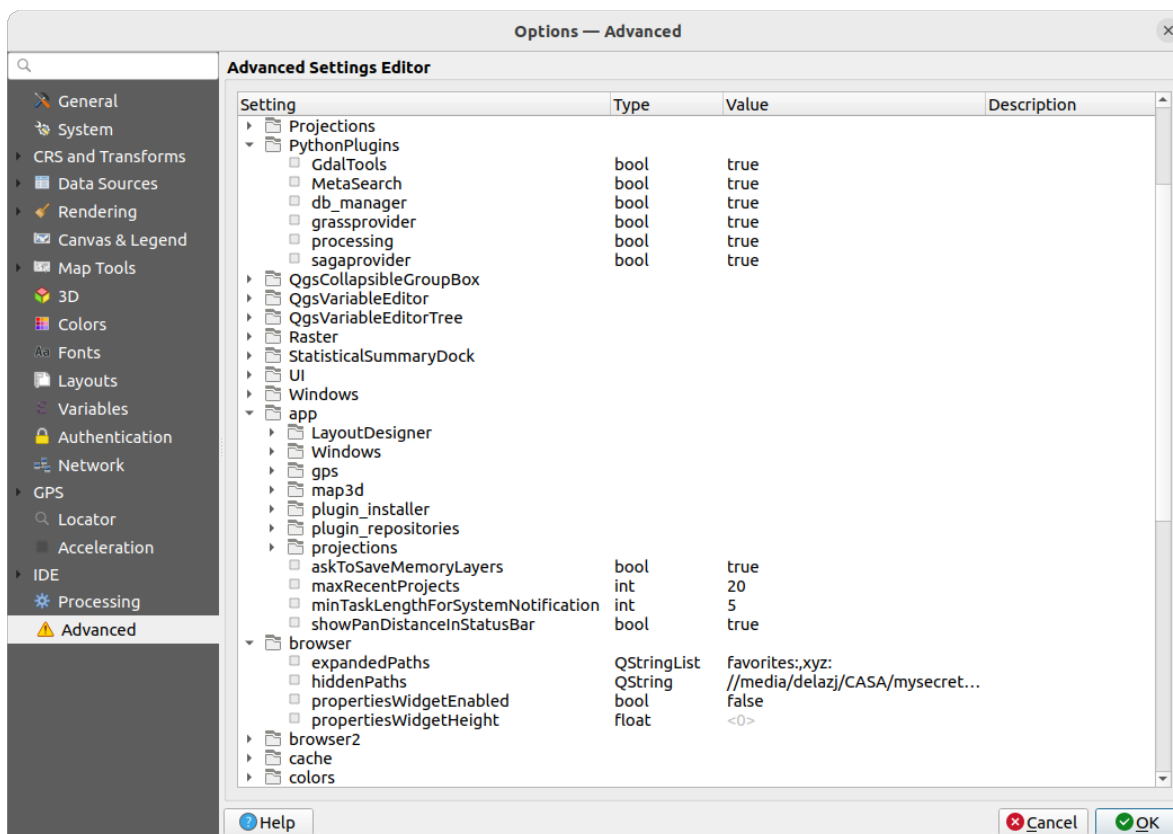 Options — Advanced
Advanced Settings Editor
General
System
CRS and Transforms
Data Sources
Rendering
Canvas & Legend
Map Tools
3D
Colors
Fonts
Layouts
Variables
Authentication
Network
GPS
Locator
Acceleration
IDE
Processing
Advanced
Setting Type Value Description
Projections
PythonPlugins
GdalTools bool true
MetaSearch bool true
db_manager bool true
grassprovider bool true
processing bool true
sagaprovider bool true
QgsCollapsibleGroupBox
QgsVariableEditor
QgsVariableEditorTree
Raster
StatisticalSummaryDock
UI
Windows
app
LayoutDesigner
Windows
gps
map3d
plugin_installer
plugin_repositories
projections
askToSaveMemoryLayers bool true
maxRecentProjects int 20
minTaskLengthForSystemNotification int 5
showPanDistanceInStatusBar bool true
browser
expandedPaths QStringList favorites:,xyz:
hiddenPaths QString //media/delazj/CASA/mysecret...
propertiesWidgetEnabled bool false
propertiesWidgetHeight float <0>
browser2
cache
colors
Help
Cancel
OK